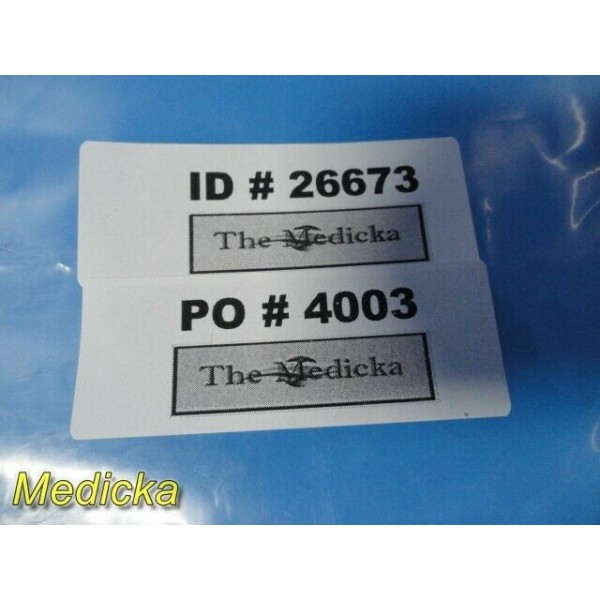 ID # 26673
The Medicka
PO # 4003
The Medicka
Medicka